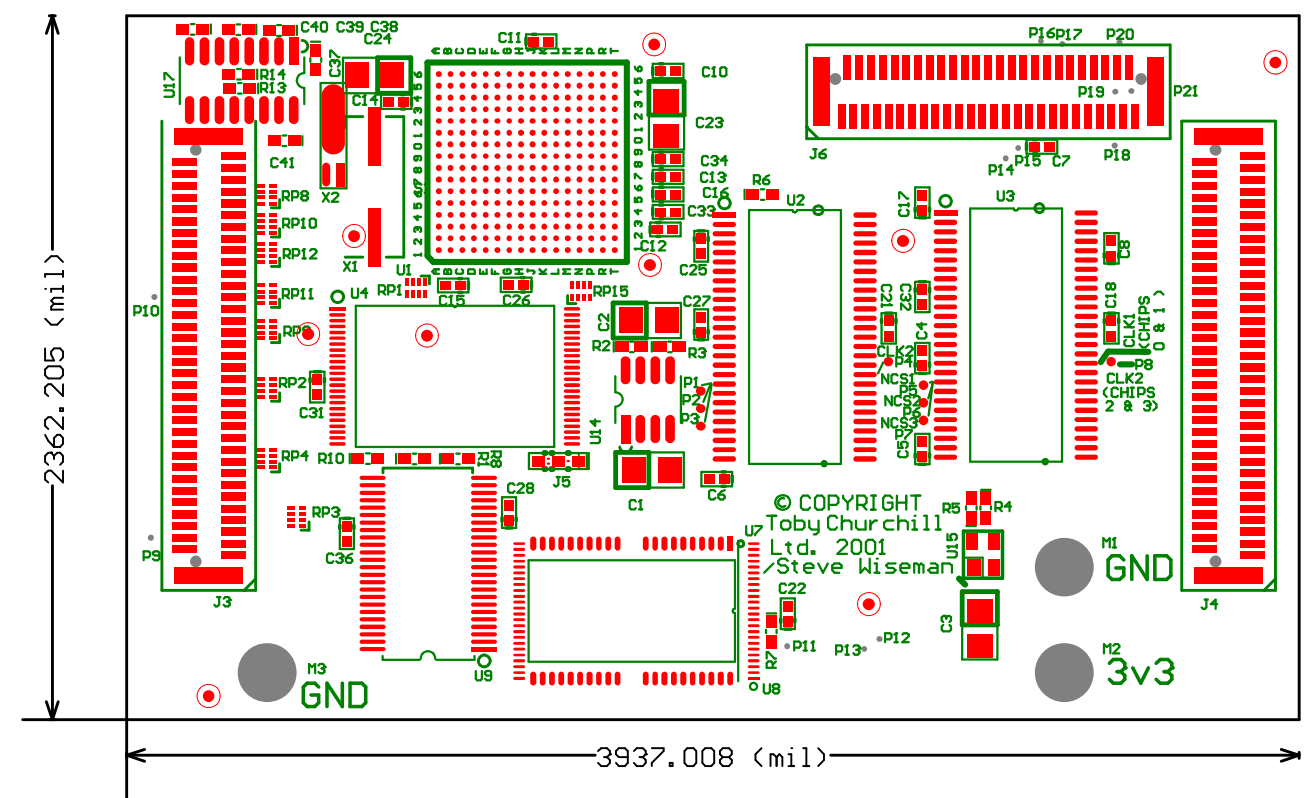 C40 C39 C38
C24
C37
U17
R14
R13
C14
C41
X2
X1
U1
C11
A B C D E F G H J K L M N P R T
C10
C23
C34
C13
C16
C33
C12
A B C D E F G H J K L M N P R T
P16 P17 P20
P19
P21
J6
P14
P15
C7
P18
R6
U2
C17
U3
C8
C25
RP8
RP10
RP12
RP11
RP9
RP2
RP4
RP3
P10
P9
J3
U4
RP1
C15
C26
RP15
C2
C27
R2
R3
C21
C32
C4
C18
CLK1
(CHIPS
0 & 1)
CLK2
P4
NCS1
P5
NCS2
P6
NCS3
P7
C5
P8
CLK2
(CHIPS
2 & 3)
P1
P2
P3
C31
U14
R10
R1
R8
J5
C1
C6
C28
C36
U9
U7
© COPYRIGHT
Toby Churchill
Ltd. 2001
/Steve Wiseman
R5
R4
U15
C3
C22
R7
P11
P13
P12
U8
M1
GND
M2
3v3
M3
GND
J4
2362.205 (mil)
3937.008 (mil)